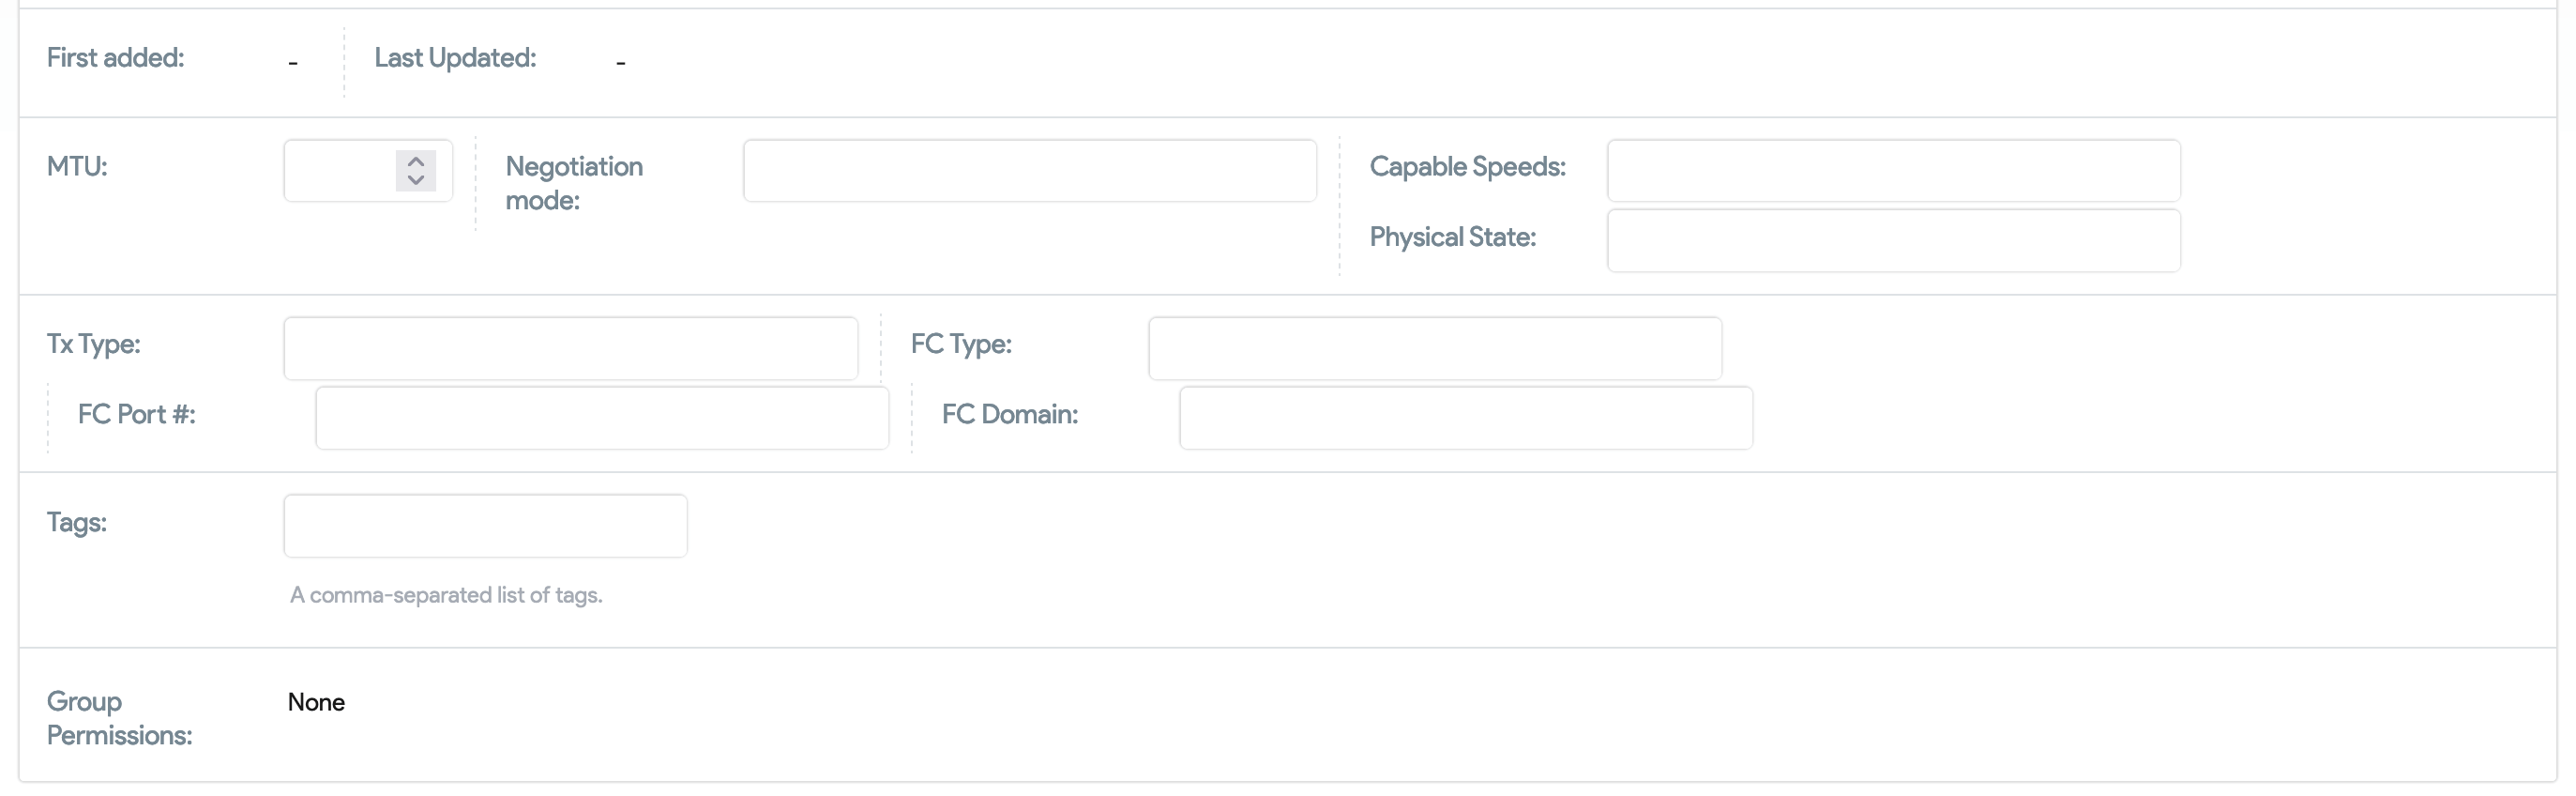 First added: - Last Updated: -
MTU: Negotiation mode: Capable Speeds:
Physical State:
Tx Type: FC Type:
FC Port #: FC Domain:
Tags:
A comma-separated list of tags.
Group Permissions: None